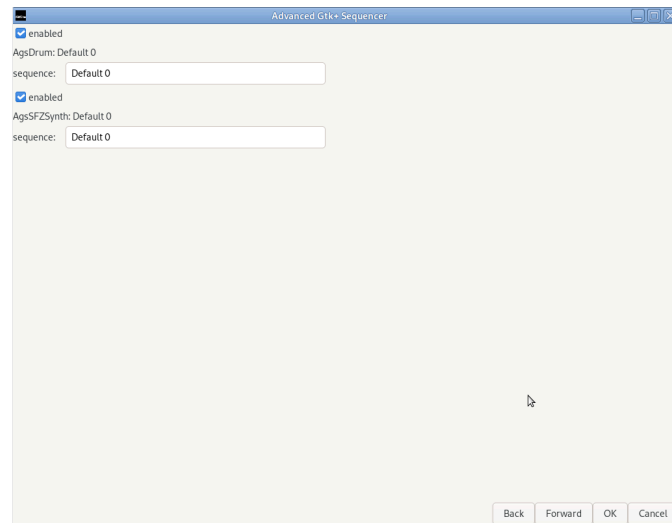 Advanced Gtk+ Sequencer
enabled
AgsDrum: Default 0
sequence: Default 0
enabled
AgsSFZSynth: Default 0
sequence: Default 0
Back Forward OK Cancel